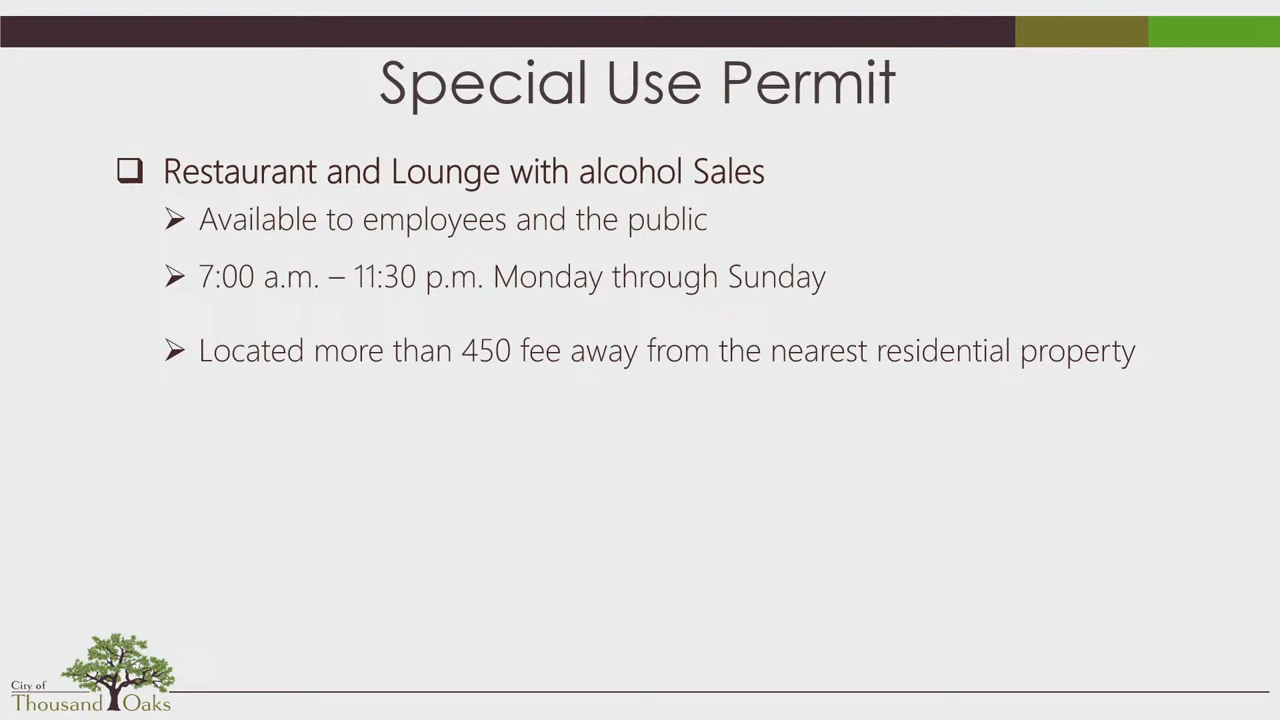 Special Use Permit
❑ Restaurant and Lounge with alcohol Sales
➢ Available to employees and the public
➢ 7:00 a.m. – 11:30 p.m. Monday through Sunday
➢ Located more than 450 fee away from the nearest residential property
City of
Thousand Oaks